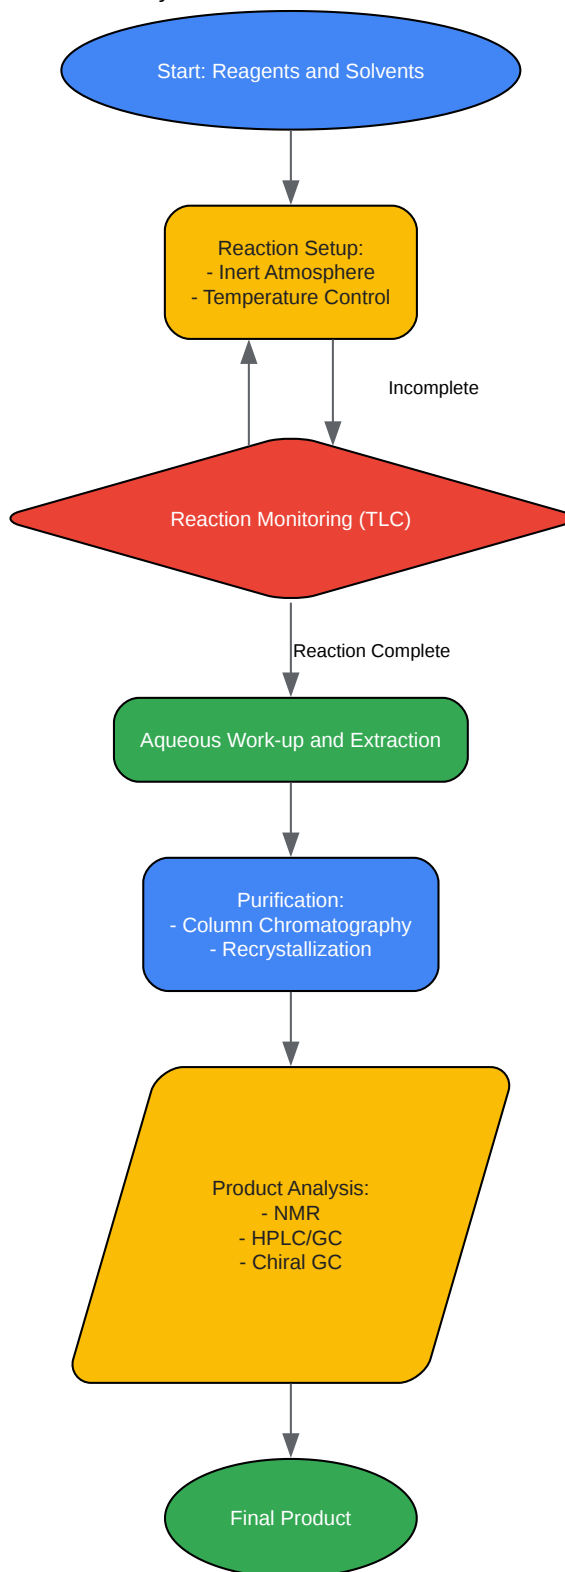 Start: Reagents and Solvents
Reaction Setup:
- Inert Atmosphere
- Temperature Control
Incomplete
Reaction Monitoring (TLC)
Reaction Complete
Aqueous Work-up and Extraction
Purification:
- Column Chromatography
- Recrystallization
Product Analysis:
- NMR
- HPLC/GC
- Chiral GC
Final Product